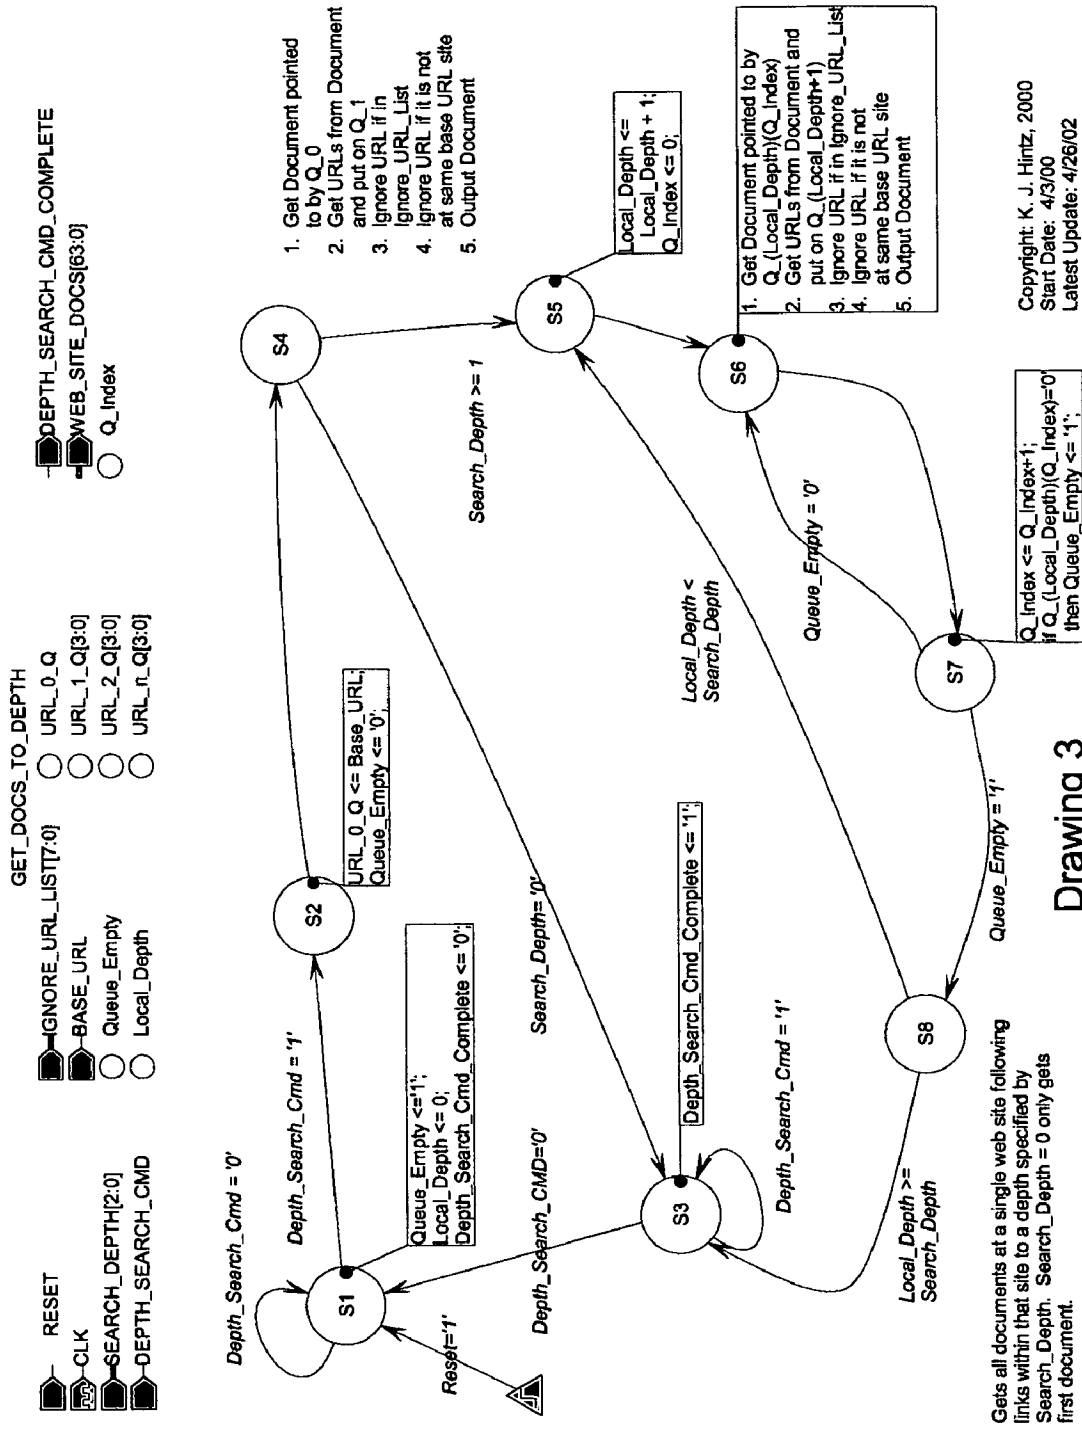 GET_DOCS_TO_DEPTH
RESET
CLK
SEARCH_DEPTH[2:0]
DEPTH_SEARCH_CMD
IGNORE_URL_LIST[7:0]
BASE_URL
Queue_Empty
Local_Depth
URL_0_Q
URL_1_Q[3:0]
URL_2_Q[3:0]
URL_n_Q[3:0]
DEPTH_SEARCH_CMD_COMPLETE
WEB_SITE_DOCS[63:0]
Q_Index
Depth_Search_Cmd = '0'
S1
Reset='1'
Depth_Search_Cmd = '1'
Queue_Empty <='1';
Local_Depth <= 0;
Depth_Search_Cmd_Complete <= '0';
S2
URL_0_Q <= Base_URL;
Queue_Empty <= '0';
S4
1. Get Document pointed
to by Q_0
2. Get URLs from Document
and put on Q_1
3. Ignore URL if in
Ignore_URL_List
4. Ignore URL if it is not
at same base URL site
5. Output Document
Depth_Search_CMD='0'
Search_Depth= '0'
Search_Depth >= 1
S5
Local_Depth <=
Local_Depth + 1;
Q_Index <= 0;
S3
Depth_Search_Cmd_Complete <= '1';
Depth_Search_Cmd = '1'
Local_Depth <
Search_Depth
S6
1. Get Document pointed to by
Q_(Local_Depth)(Q_Index)
2. Get URLs from Document and
put on Q_(Local_Depth+1)
3. Ignore URL if in Ignore_URL_List
4. Ignore URL if it is not
at same base URL site
5. Output Document
Queue_Empty = '0'
Local_Depth >=
Search_Depth
S8
Queue_Empty = '1'
S7
Q_Index <= Q_Index+1;
if Q_(Local_Depth)(Q_Index)='0'
then Queue_Empty <= '1';
Gets all documents at a single web site following
links within that site to a depth specified by
Search_Depth. Search_Depth = 0 only gets
first document.
Drawing 3
Copyright: K. J. Hintz, 2000
Start Date: 4/3/00
Latest Update: 4/26/02